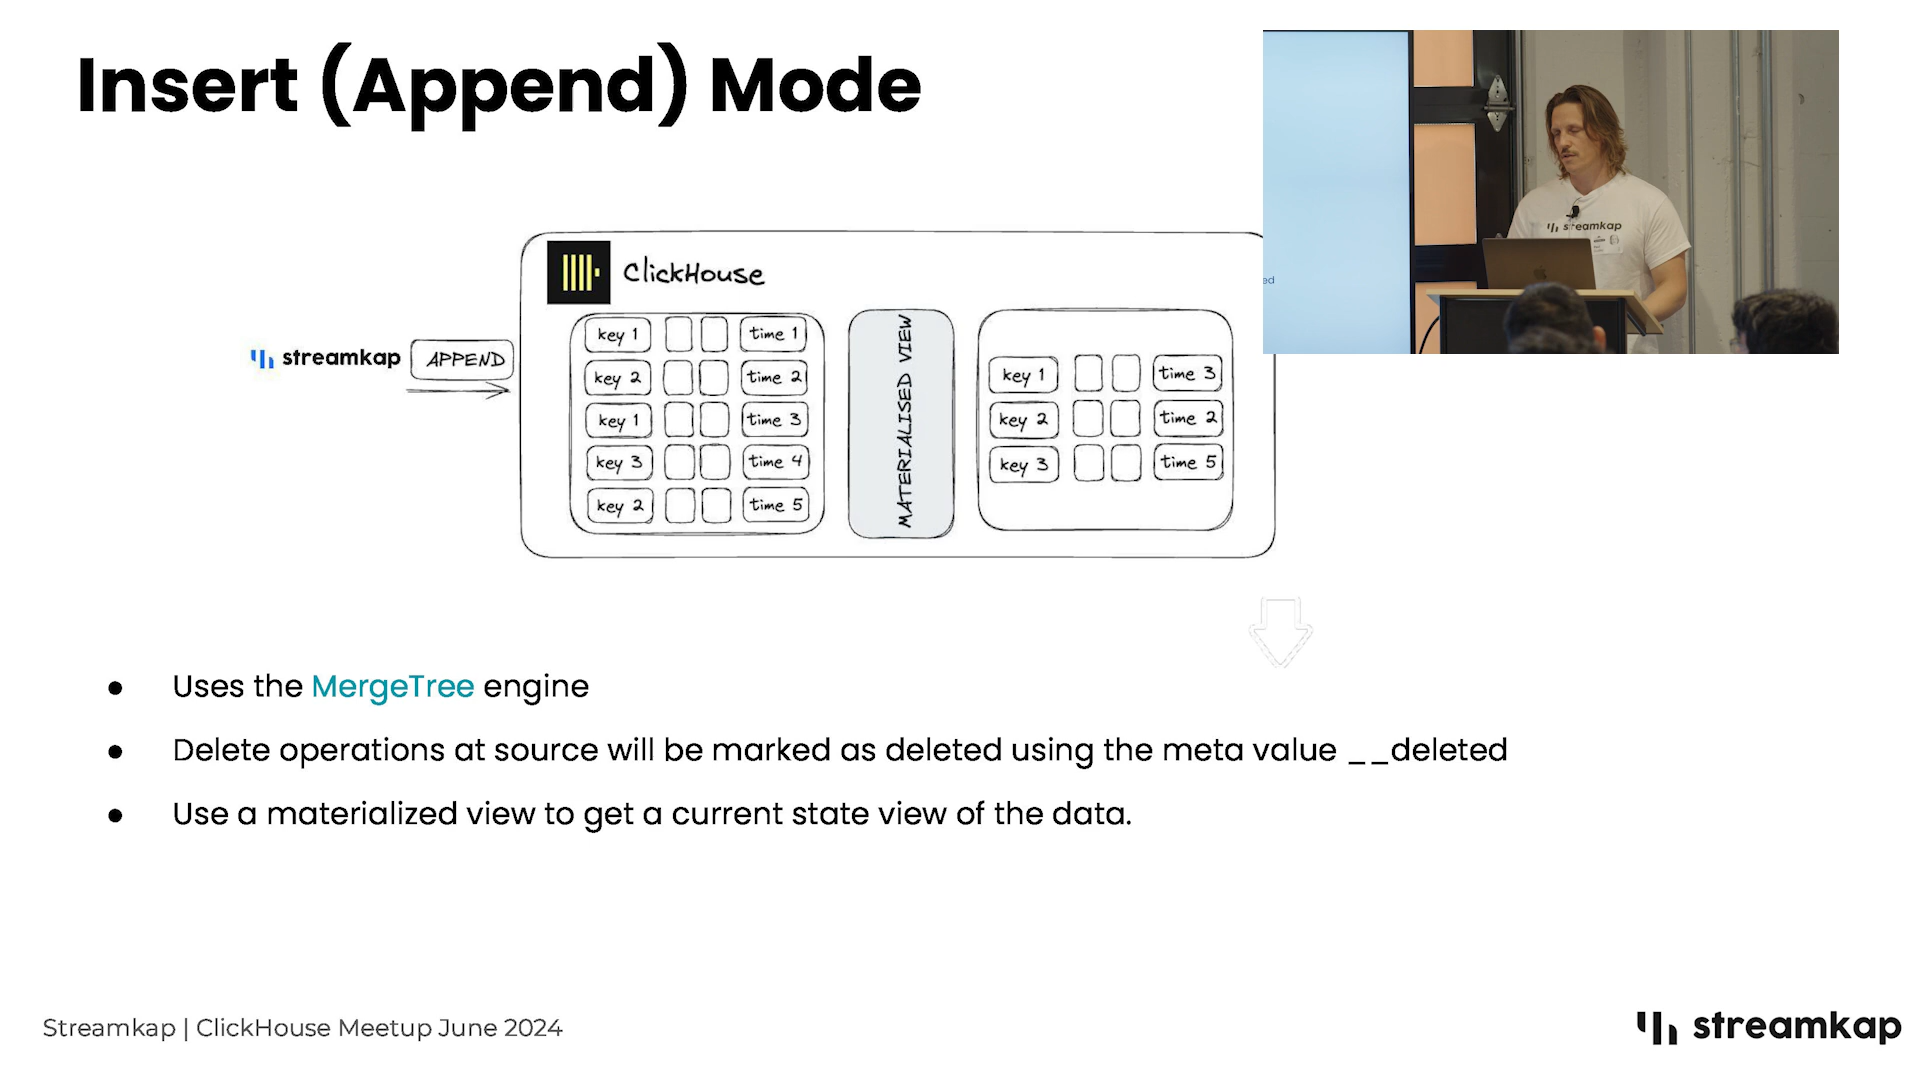 Insert (Append) Mode
streamkap
ed
ClickHouse
streamkap
APPEND
key 1 time 1
key 2 time 2
key 1 time 3
key 3 time 4
key 2 time 5
MATERIALISED VIEW
key 1 time 3
key 2 time 2
key 3 time 5
● Uses the MergeTree engine
● Delete operations at source will be marked as deleted using the meta value __deleted
● Use a materialized view to get a current state view of the data.
Streamkap | ClickHouse Meetup June 2024
streamkap